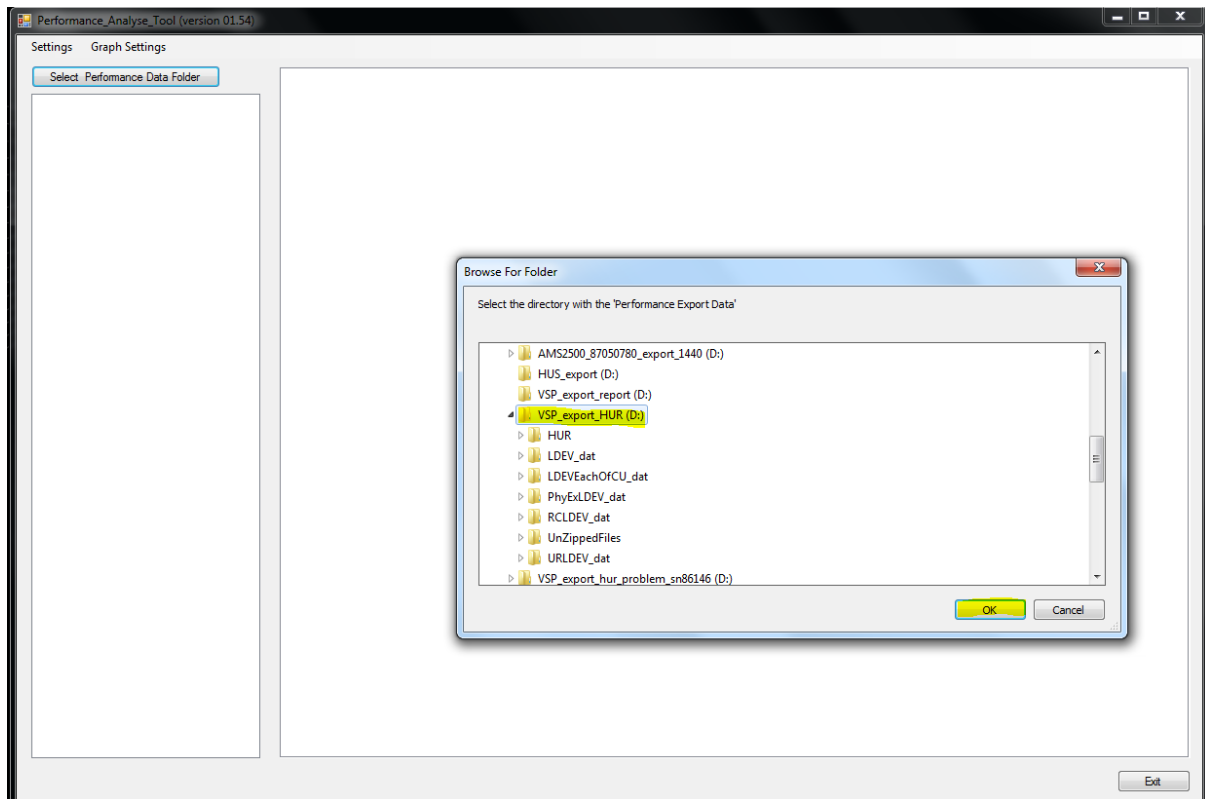 Performance_Analyse_Tool (version 01.54)
Settings Graph Settings
Select Perfomance Data Folder
Browse For Folder
Select the directory with the 'Performance Export Data'
AMS2500_87050780_export_1440 (D:)
HUS_export (D:)
VSP_export_report (D:)
VSP_export_HUR (D:)
HUR
LDEV_dat
LDEVEachOfCU_dat
PhyExLDEV_dat
RCLDEV_dat
UnZippedFiles
URLDEV_dat
VSP_export_hur_problem_sn86146 (D:)
OK Cancel
Exit